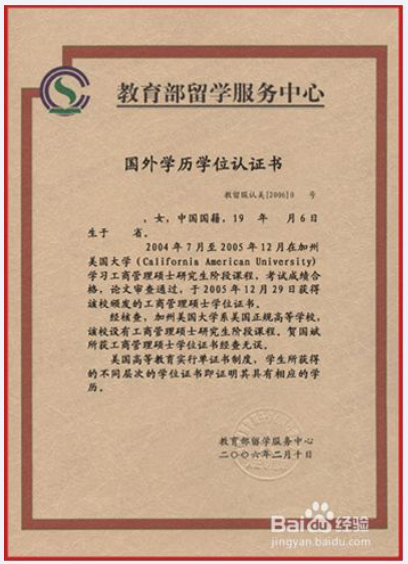 教育部留学服务中心
国外学历学位认证书
教留服认美[2006]0 号
，女，中国国籍，19 年 月6日
生于 省。
2004年7月至2005年12月在加州
美国大学（California American University）
学习工商管理硕士研究生阶段课程，考试成绩合
格，论文审查通过，于2005年12月29日获得
该校颁发的工商管理硕士学位证书。
经核查，加州美国大学系美国正规高等学校，
该校设有工商管理硕士研究生阶段课程。贺国斌
所获工商管理硕士学位证书经查无误。
美国高等教育实行单证书制度，学生所获得
的不同层次的学位证书即证明其具有相应的学
历。
教育部留学服务中心
二〇〇六年二月十日
Baidu经验
jingyan.baidu.com